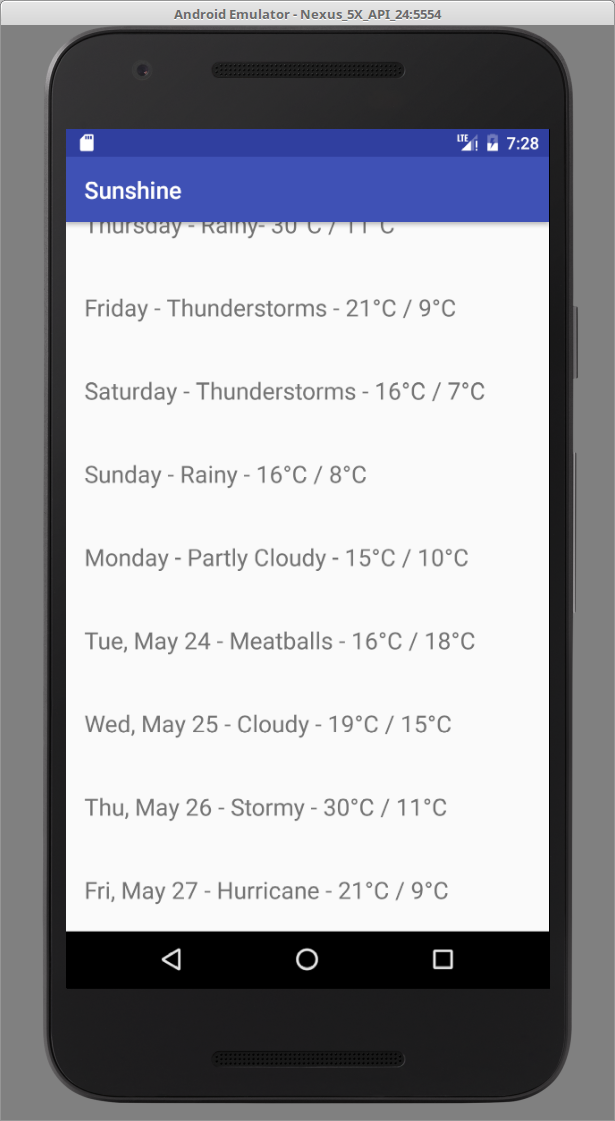 Android Emulator - Nexus_5X_API_24:5554
LTE 7:28
Sunshine
Thursday - Rainy- 30°C / 11°C
Friday - Thunderstorms - 21°C / 9°C
Saturday - Thunderstorms - 16°C / 7°C
Sunday - Rainy - 16°C / 8°C
Monday - Partly Cloudy - 15°C / 10°C
Tue, May 24 - Meatballs - 16°C / 18°C
Wed, May 25 - Cloudy - 19°C / 15°C
Thu, May 26 - Stormy - 30°C / 11°C
Fri, May 27 - Hurricane - 21°C / 9°C